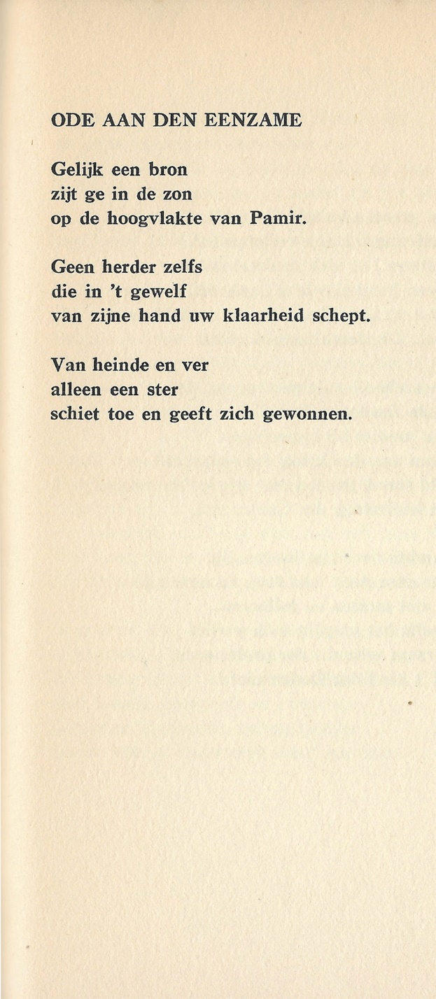 ODE AAN DEN EENZAME
Gelijk een bron
zijt ge in de zon
op de hoogvlakte van Pamir.
Geen herder zelfs
die in 't gewelf
van zijne hand uw klaarheid schept.
Van heinde en ver
alleen een ster
schiet toe en geeft zich gewonnen.